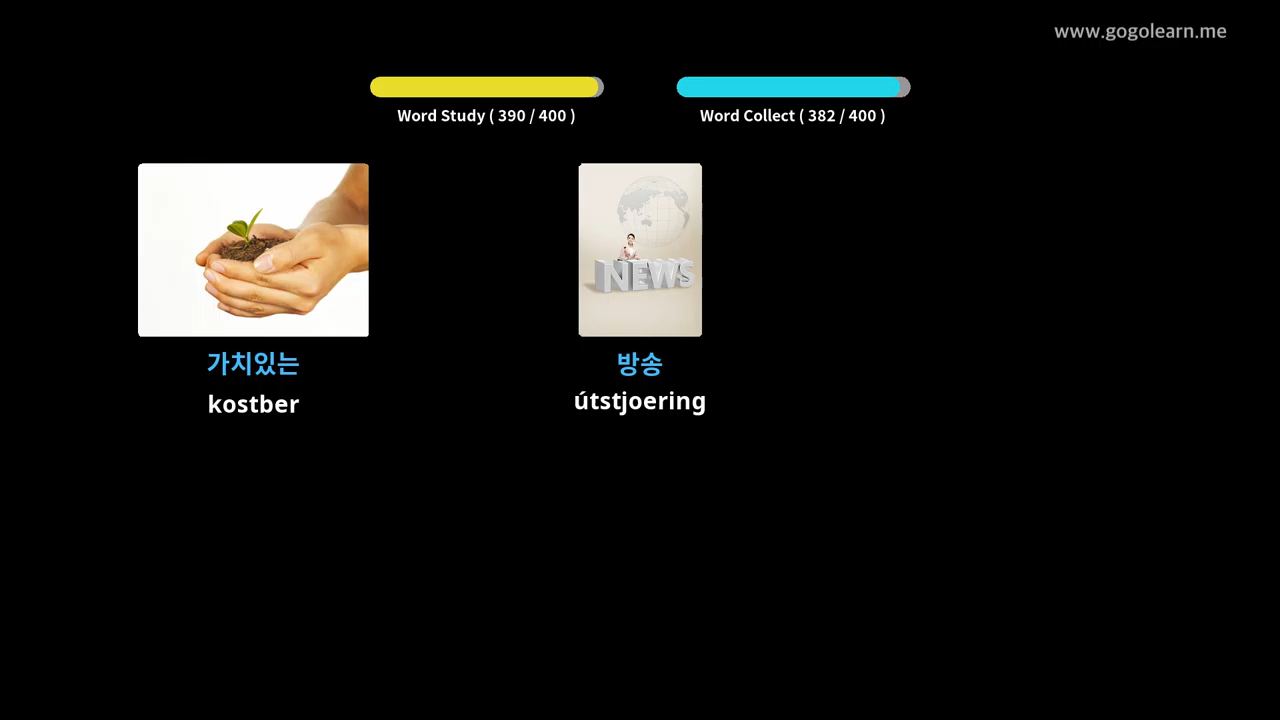 www.gogolearn.me
Word Study ( 390 / 400 )
Word Collect ( 382 / 400 )
NEWS
가치있는
kostber
방송
útstjoering